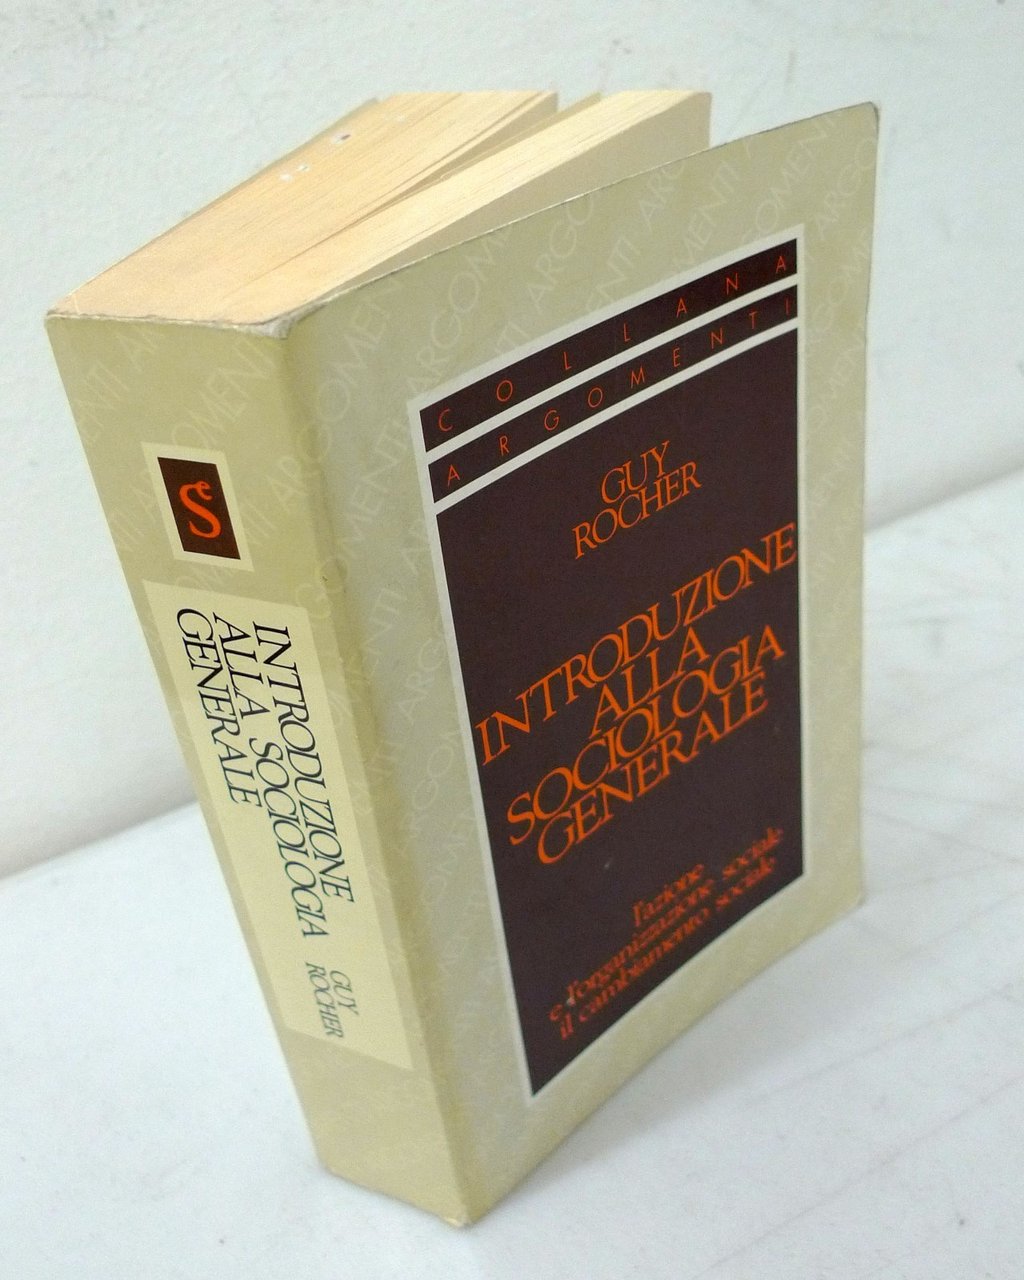 COLLANA
ARGOMENTI
GUY
ROCHER
INTRODUZIONE
ALLA
SOCIOLOGIA
GENERALE
l'azione
e l'organizzazione sociale
il cambiamento sociale
S
INTRODUZIONE
ALLA SOCIOLOGIA
GENERALE
GUY
ROCHER